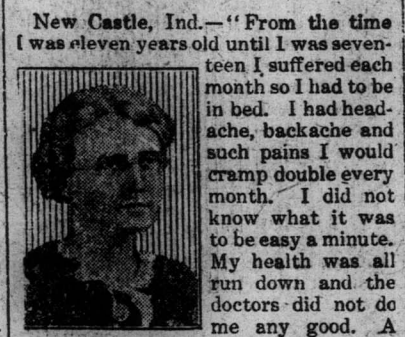 New Castle, Ind.—"From the time
I was eleven years old until I was seven-
teen I suffered each
month so I had to be
in bed. I had head-
ache, backache and
such pains I would
cramp double every
month. I did not
know what it was
to be easy a minute.
My health was all
run down and the
doctors did not do
me any good. A